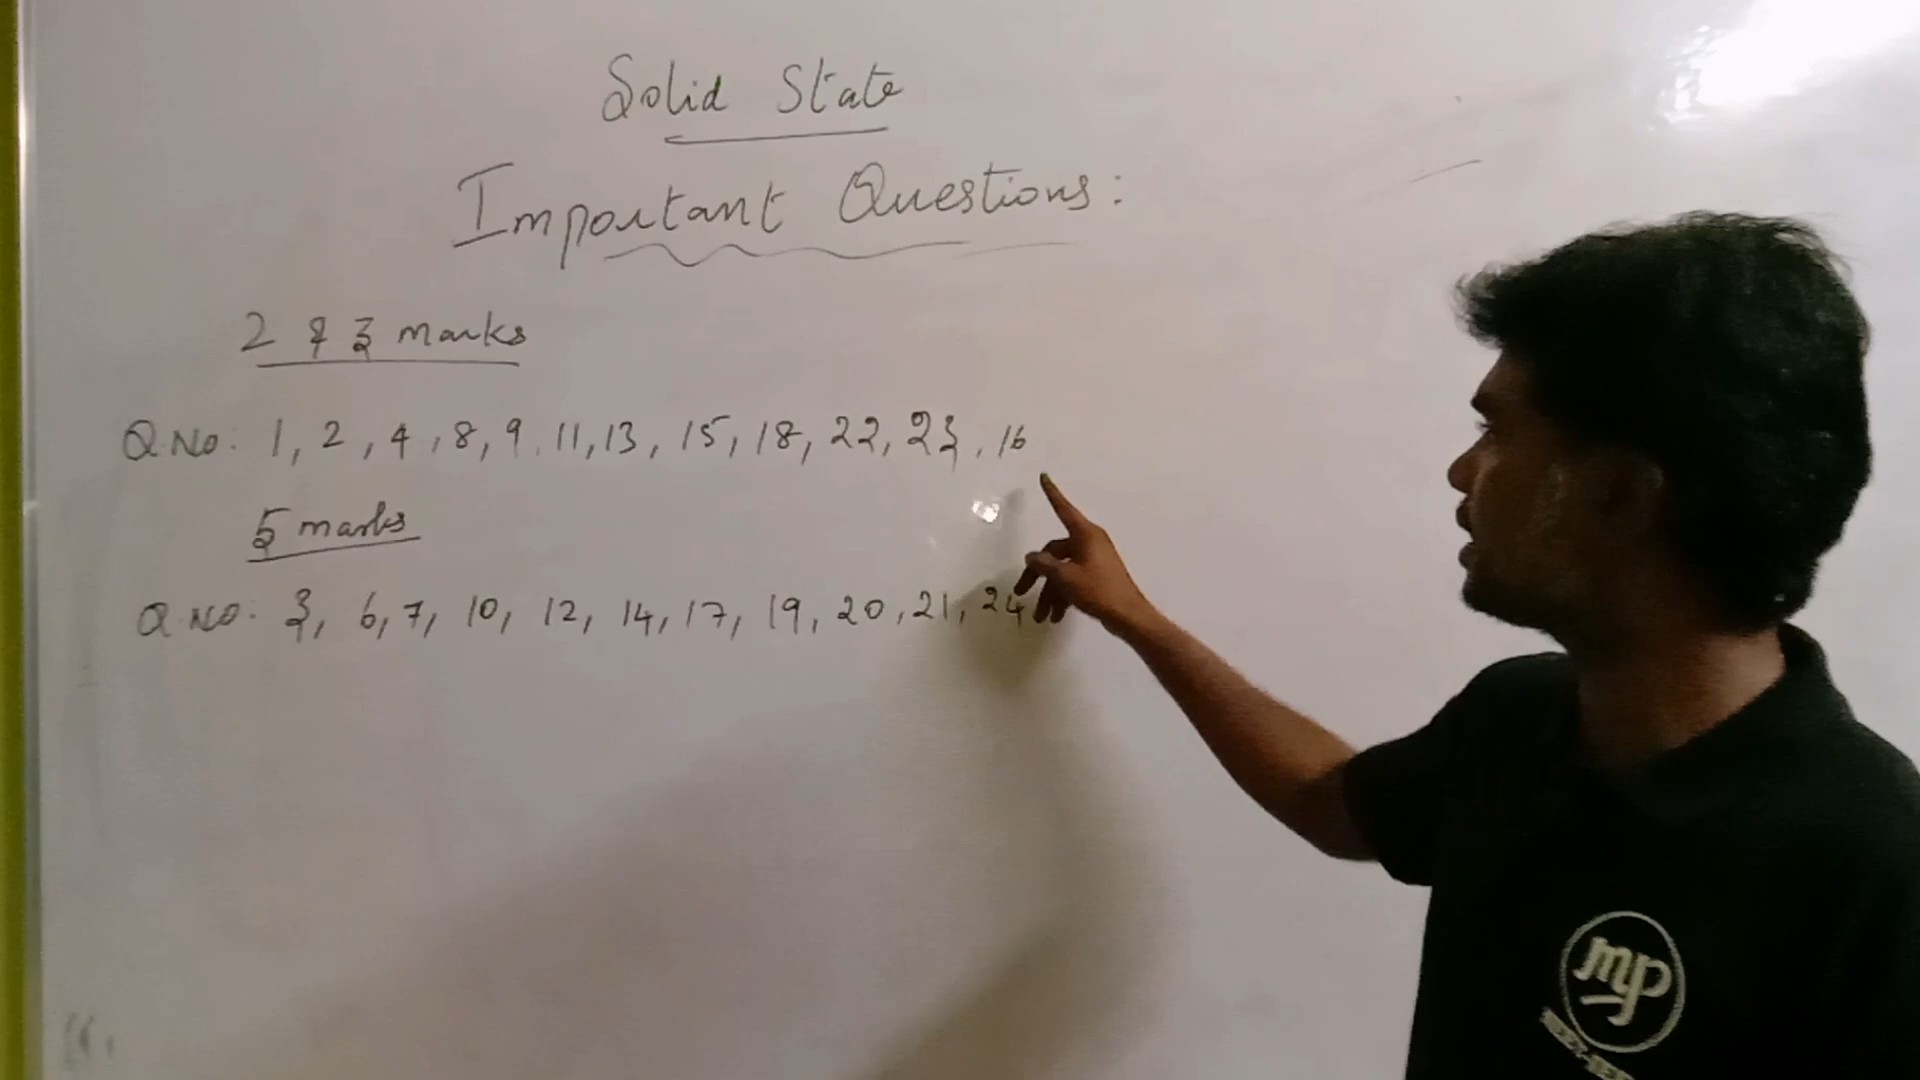 Solid State
Important Questions:
2 & 3 marks
Q.No: 1, 2, 4, 8, 9, 11, 13, 15, 18, 22, 23, 16
5 marks
Q.No: 3, 6, 7, 10, 12, 14, 17, 19, 20, 21, 24
mp